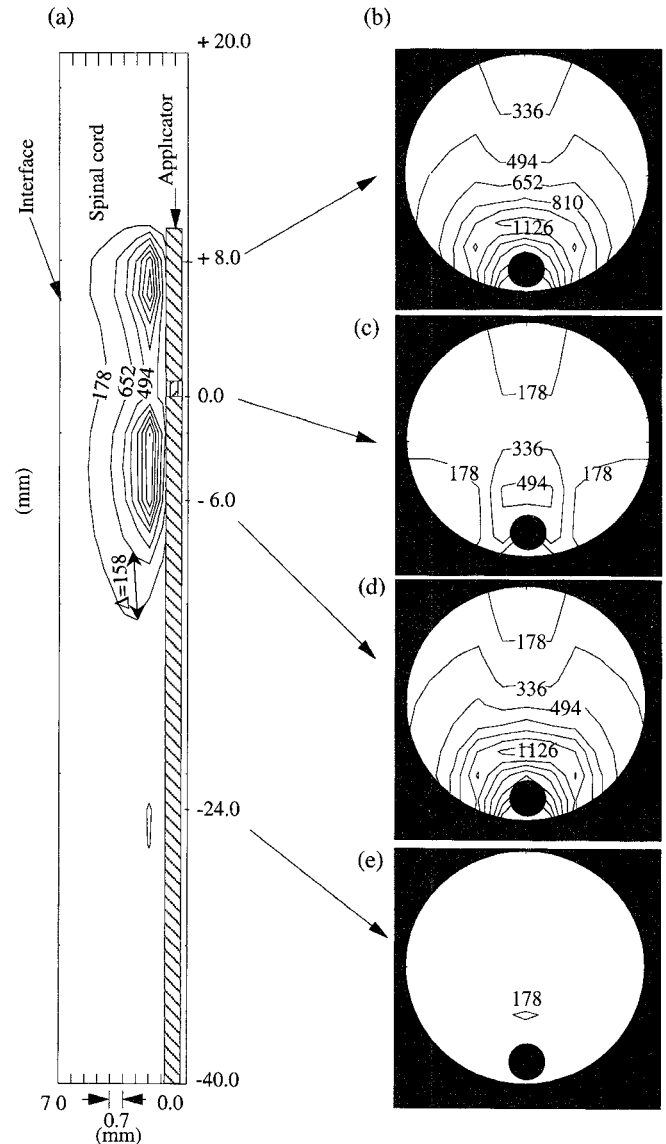 (a)
+ 20.0
Interface
Spinal cord
Applicator
+ 8.0
178
652
494
0.0
(mm)
- 6.0
Δ=158
-24.0
-40.0
7 0
0.7
0.0
(mm)
(b)
336
494
652
810
1126
(c)
178
336
178
494
178
(d)
178
336
494
1126
(e)
178